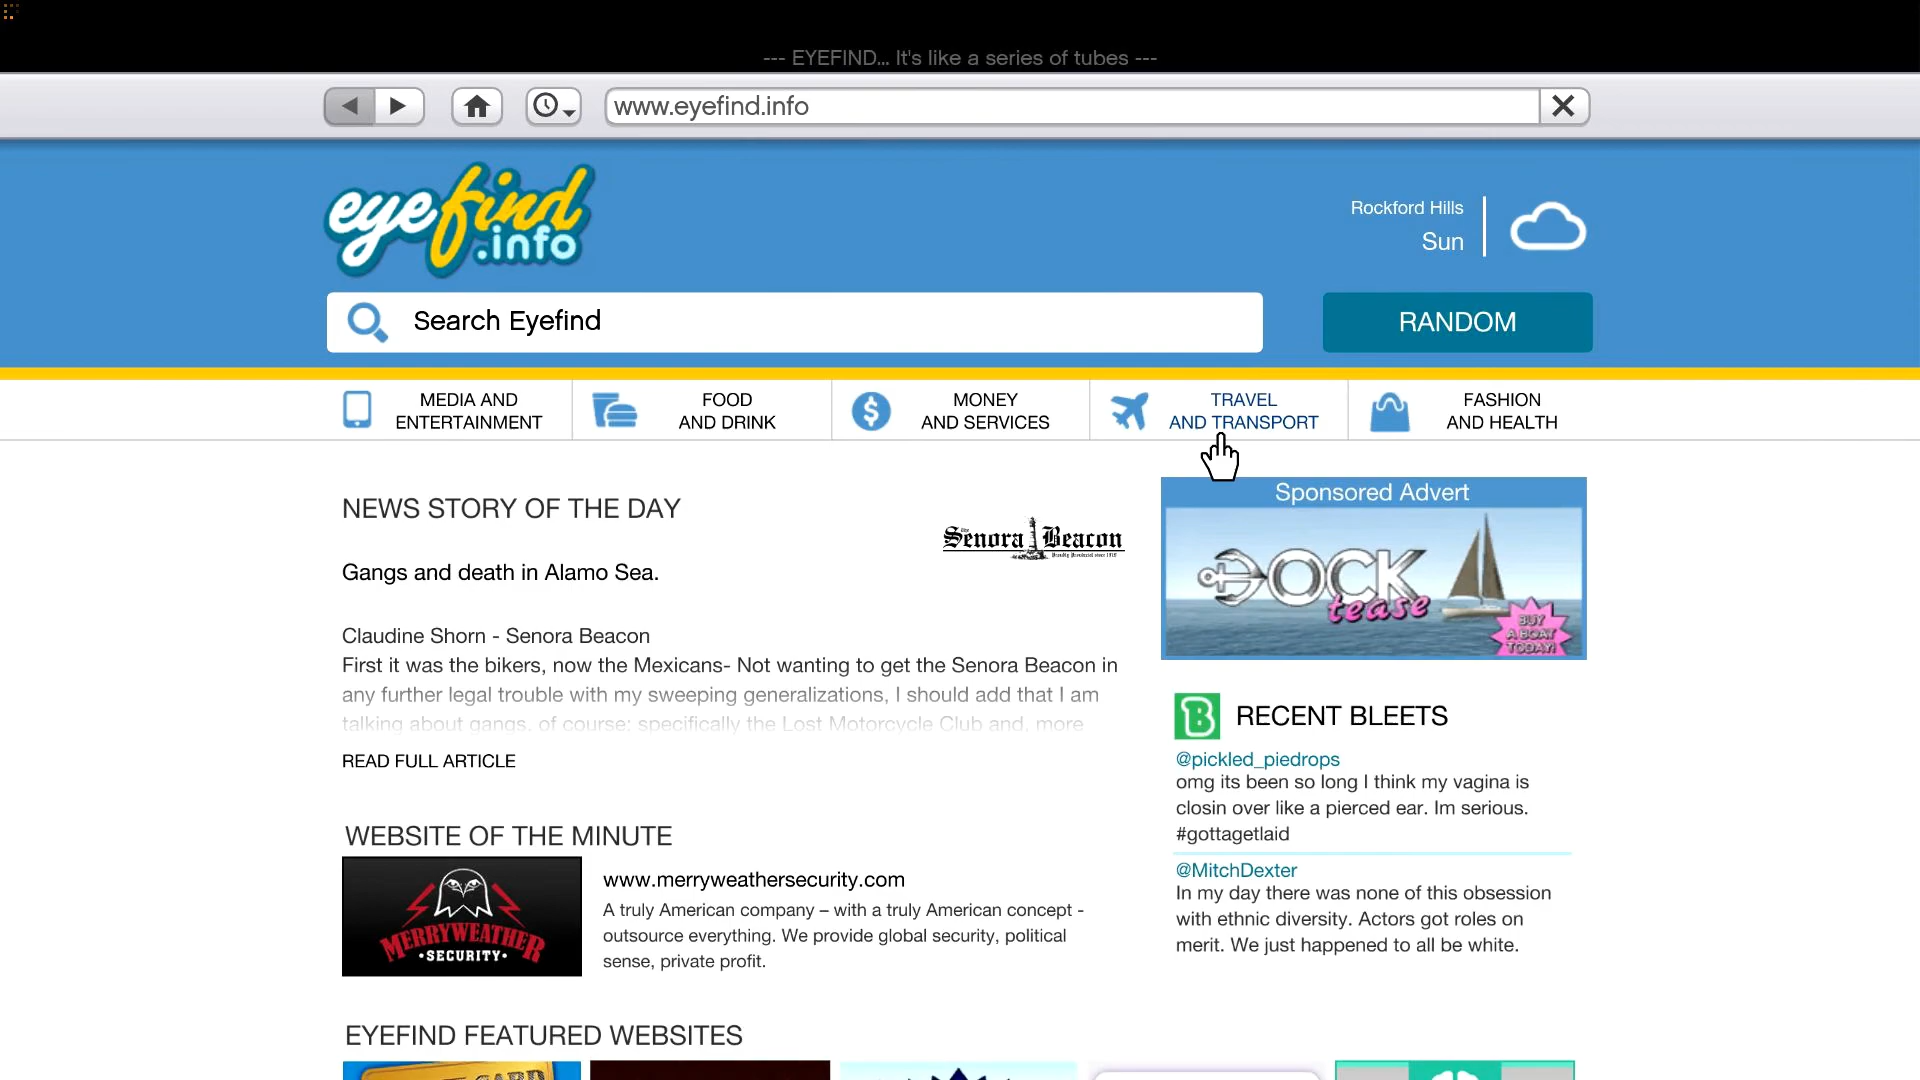 --- EYEFIND... It's like a series of tubes ---
www.eyefind.info
eyefind
.info
Rockford Hills
Sun
Search Eyefind
RANDOM
MEDIA AND
ENTERTAINMENT
FOOD
AND DRINK
MONEY
AND SERVICES
TRAVEL
AND TRANSPORT
FASHION
AND HEALTH
NEWS STORY OF THE DAY
The Senora Beacon
Gangs and death in Alamo Sea.
Claudine Shorn - Senora Beacon
First it was the bikers, now the Mexicans- Not wanting to get the Senora Beacon in
any further legal trouble with my sweeping generalizations, I should add that I am
talking about gangs, of course: specifically the Lost Motorcycle Club and, more
READ FULL ARTICLE
Sponsored Advert
DOCK
tease
BUY
A BOAT
TODAY!
RECENT BLEETS
@pickled_piedrops
omg its been so long I think my vagina is
closin over like a pierced ear. Im serious.
#gottagetlaid
@MitchDexter
In my day there was none of this obsession
with ethnic diversity. Actors got roles on
merit. We just happened to all be white.
WEBSITE OF THE MINUTE
MERRYWEATHER
•SECURITY•
www.merryweathersecurity.com
A truly American company – with a truly American concept -
outsource everything. We provide global security, political
sense, private profit.
EYEFIND FEATURED WEBSITES